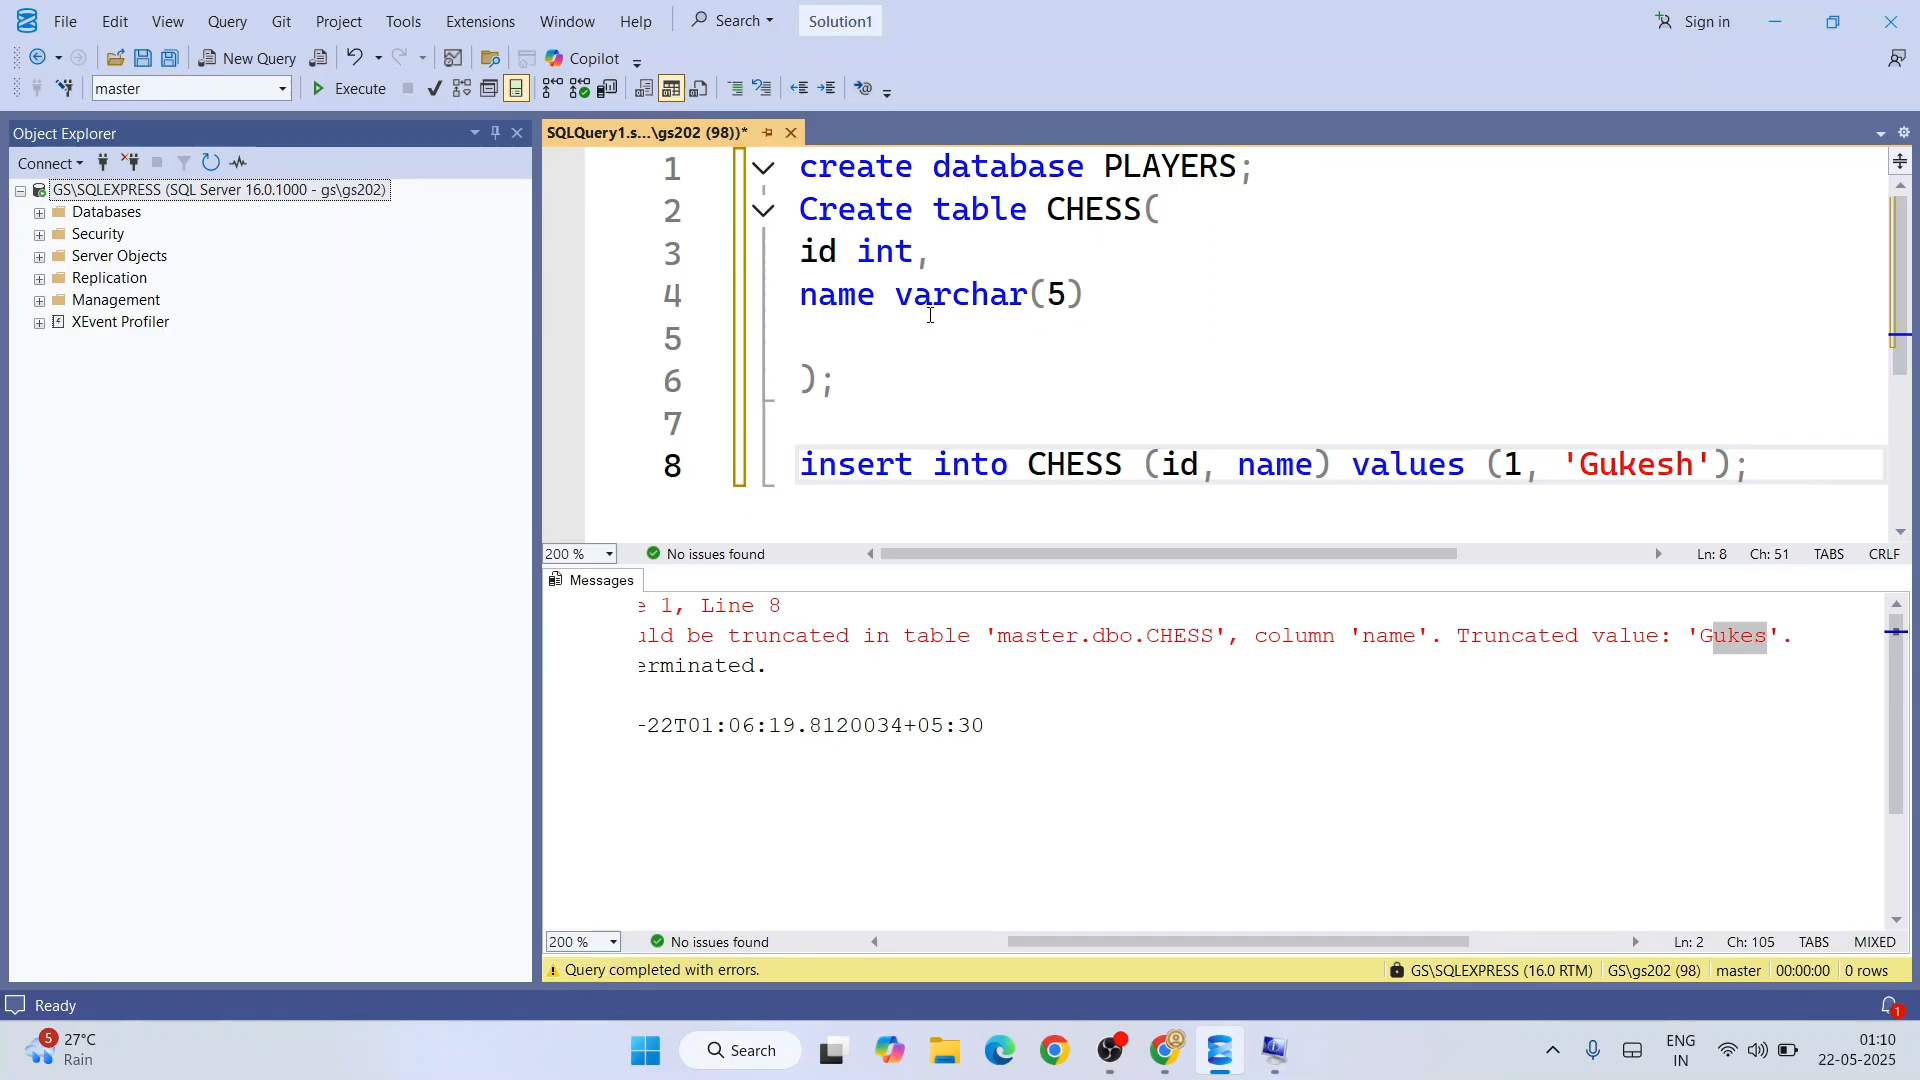 File Edit View Query Git Project Tools Extensions Window Help Search Solution1 Sign in
New Query Copilot
master Execute
Object Explorer
Connect
GS\SQLEXPRESS (SQL Server 16.0.1000 - gs\gs202)
Databases
Security
Server Objects
Replication
Management
XEvent Profiler
SQLQuery1.s...\gs202 (98))*
1 create database PLAYERS;
2 Create table CHESS(
3 id int,
4 name varchar(5)
5
6 );
7
8 insert into CHESS (id, name) values (1, 'Gukesh');
200 % No issues found Ln: 8 Ch: 51 TABS CRLF
Messages
e 1, Line 8
uld be truncated in table 'master.dbo.CHESS', column 'name'. Truncated value: 'Gukes'.
erminated.
-22T01:06:19.8120034+05:30
200 % No issues found Ln: 2 Ch: 105 TABS MIXED
Query completed with errors. GS\SQLEXPRESS (16.0 RTM) GS\gs202 (98) master 00:00:00 0 rows
Ready 1
5 27°C
Rain
Search
ENG
IN
01:10
22-05-2025